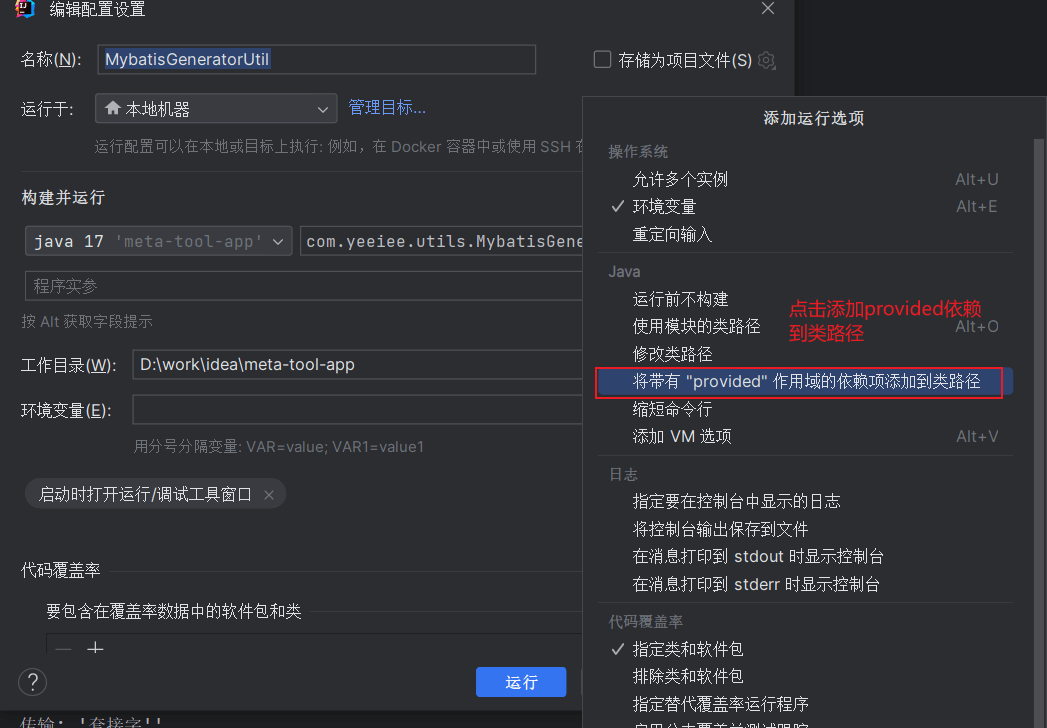 编辑配置设置
名称(N):
MybatisGeneratorUtil
存储为项目文件(S)
运行于:
本地机器
管理目标...
运行配置可以在本地或目标上执行: 例如，在 Docker 容器中或使用 SSH 在
构建并运行
java 17 'meta-tool-app'
com.yeeiee.utils.MybatisGene
程序实参
按 Alt 获取字段提示
工作目录(W):
D:\work\idea\meta-tool-app
环境变量(E):
用分号分隔变量: VAR=value; VAR1=value1
启动时打开运行/调试工具窗口
代码覆盖率
要包含在覆盖率数据中的软件包和类
运行
传输: '套接字''
添加运行选项
操作系统
允许多个实例 Alt+U
环境变量 Alt+E
重定向输入
Java
运行前不构建
使用模块的类路径 Alt+O
修改类路径
将带有 "provided" 作用域的依赖项添加到类路径
缩短命令行
添加 VM 选项 Alt+V
点击添加provided依赖
到类路径
日志
指定要在控制台中显示的日志
将控制台输出保存到文件
在消息打印到 stdout 时显示控制台
在消息打印到 stderr 时显示控制台
代码覆盖率
指定类和软件包
排除类和软件包
指定替代覆盖率运行程序